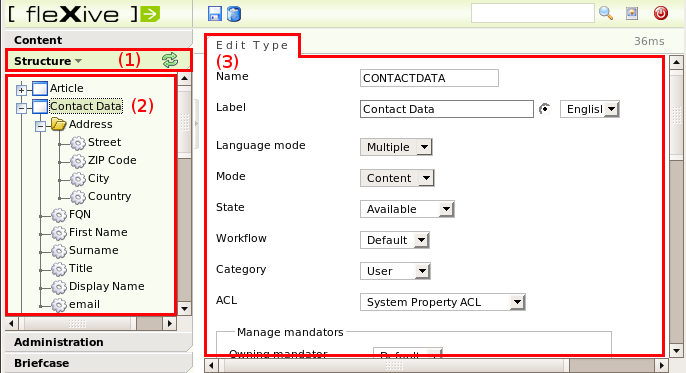 [ fleXive ]
Content
Structure (1)
Article
Contact Data (2)
Address
Street
ZIP Code
City
Country
FQN
First Name
Surname
Title
Display Name
email
Administration
Briefcase
36ms
Edit Type
(3)
Name CONTACTDATA
Label Contact Data Englisl
Language mode Multiple
Mode Content
State Available
Workflow Default
Category User
ACL System Property ACL
Manage mandators
Owning mandator Default